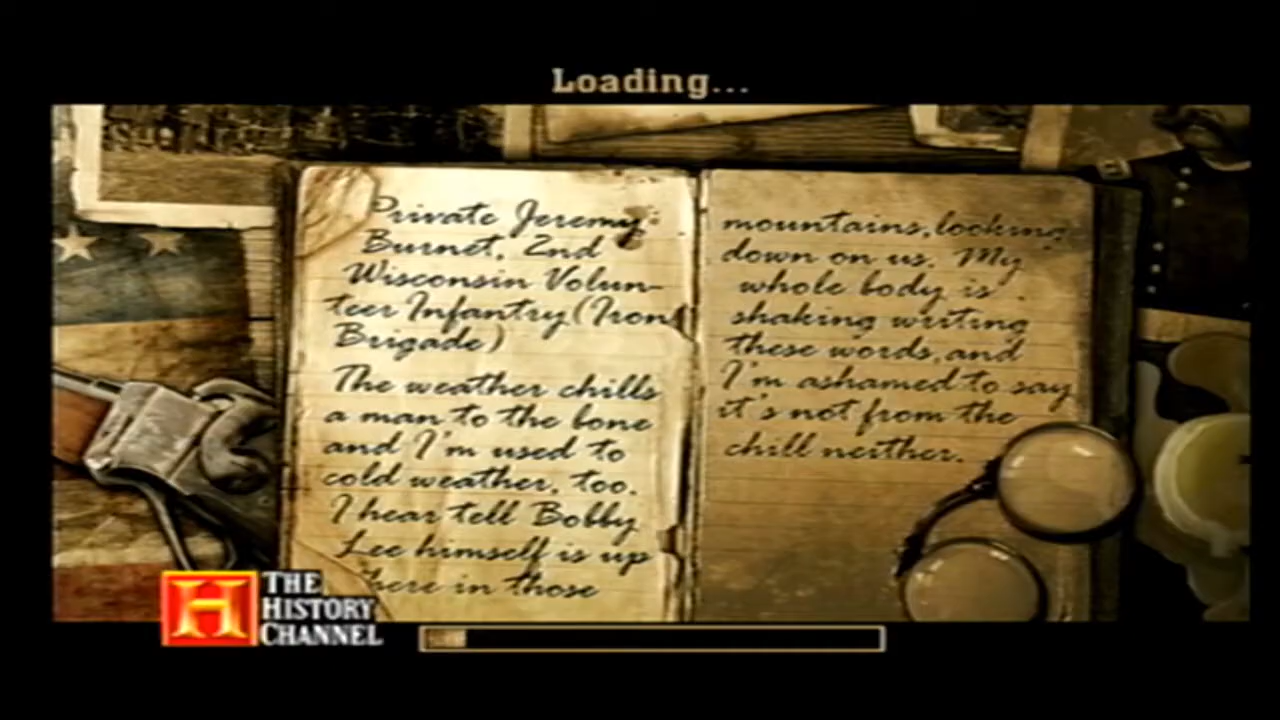 Loading...
Private Jeremy
Burnet, 2nd
Wisconsin Volun-
teer Infantry (Iron
Brigade)
The weather chills
a man to the bone
and I'm used to
cold weather, too.
I hear tell Bobby
Lee himself is up
there in those
mountains, looking
down on us. My
whole body is
shaking writing
these words, and
I'm ashamed to say
it's not from the
chill neither.
H
THE
HISTORY
CHANNEL